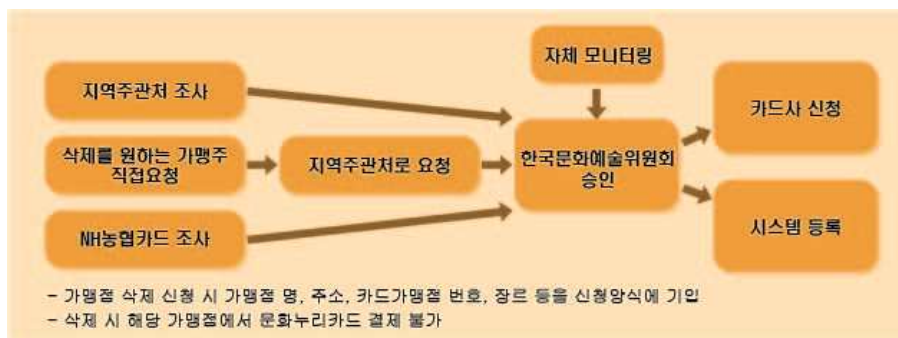 자체 모니터링
지역주관처 조사
카드사 신청
삭제를 원하는 가맹주
직접요청
지역주관처로 요청
한국문화예술위원회
승인
NH농협카드 조사
시스템 등록
- 가맹점 삭제 신청 시 가맹점 명, 주소, 카드가맹점 번호, 장르 등을 신청양식에 기입
- 삭제 시 해당 가맹점에서 문화누리카드 결제 불가